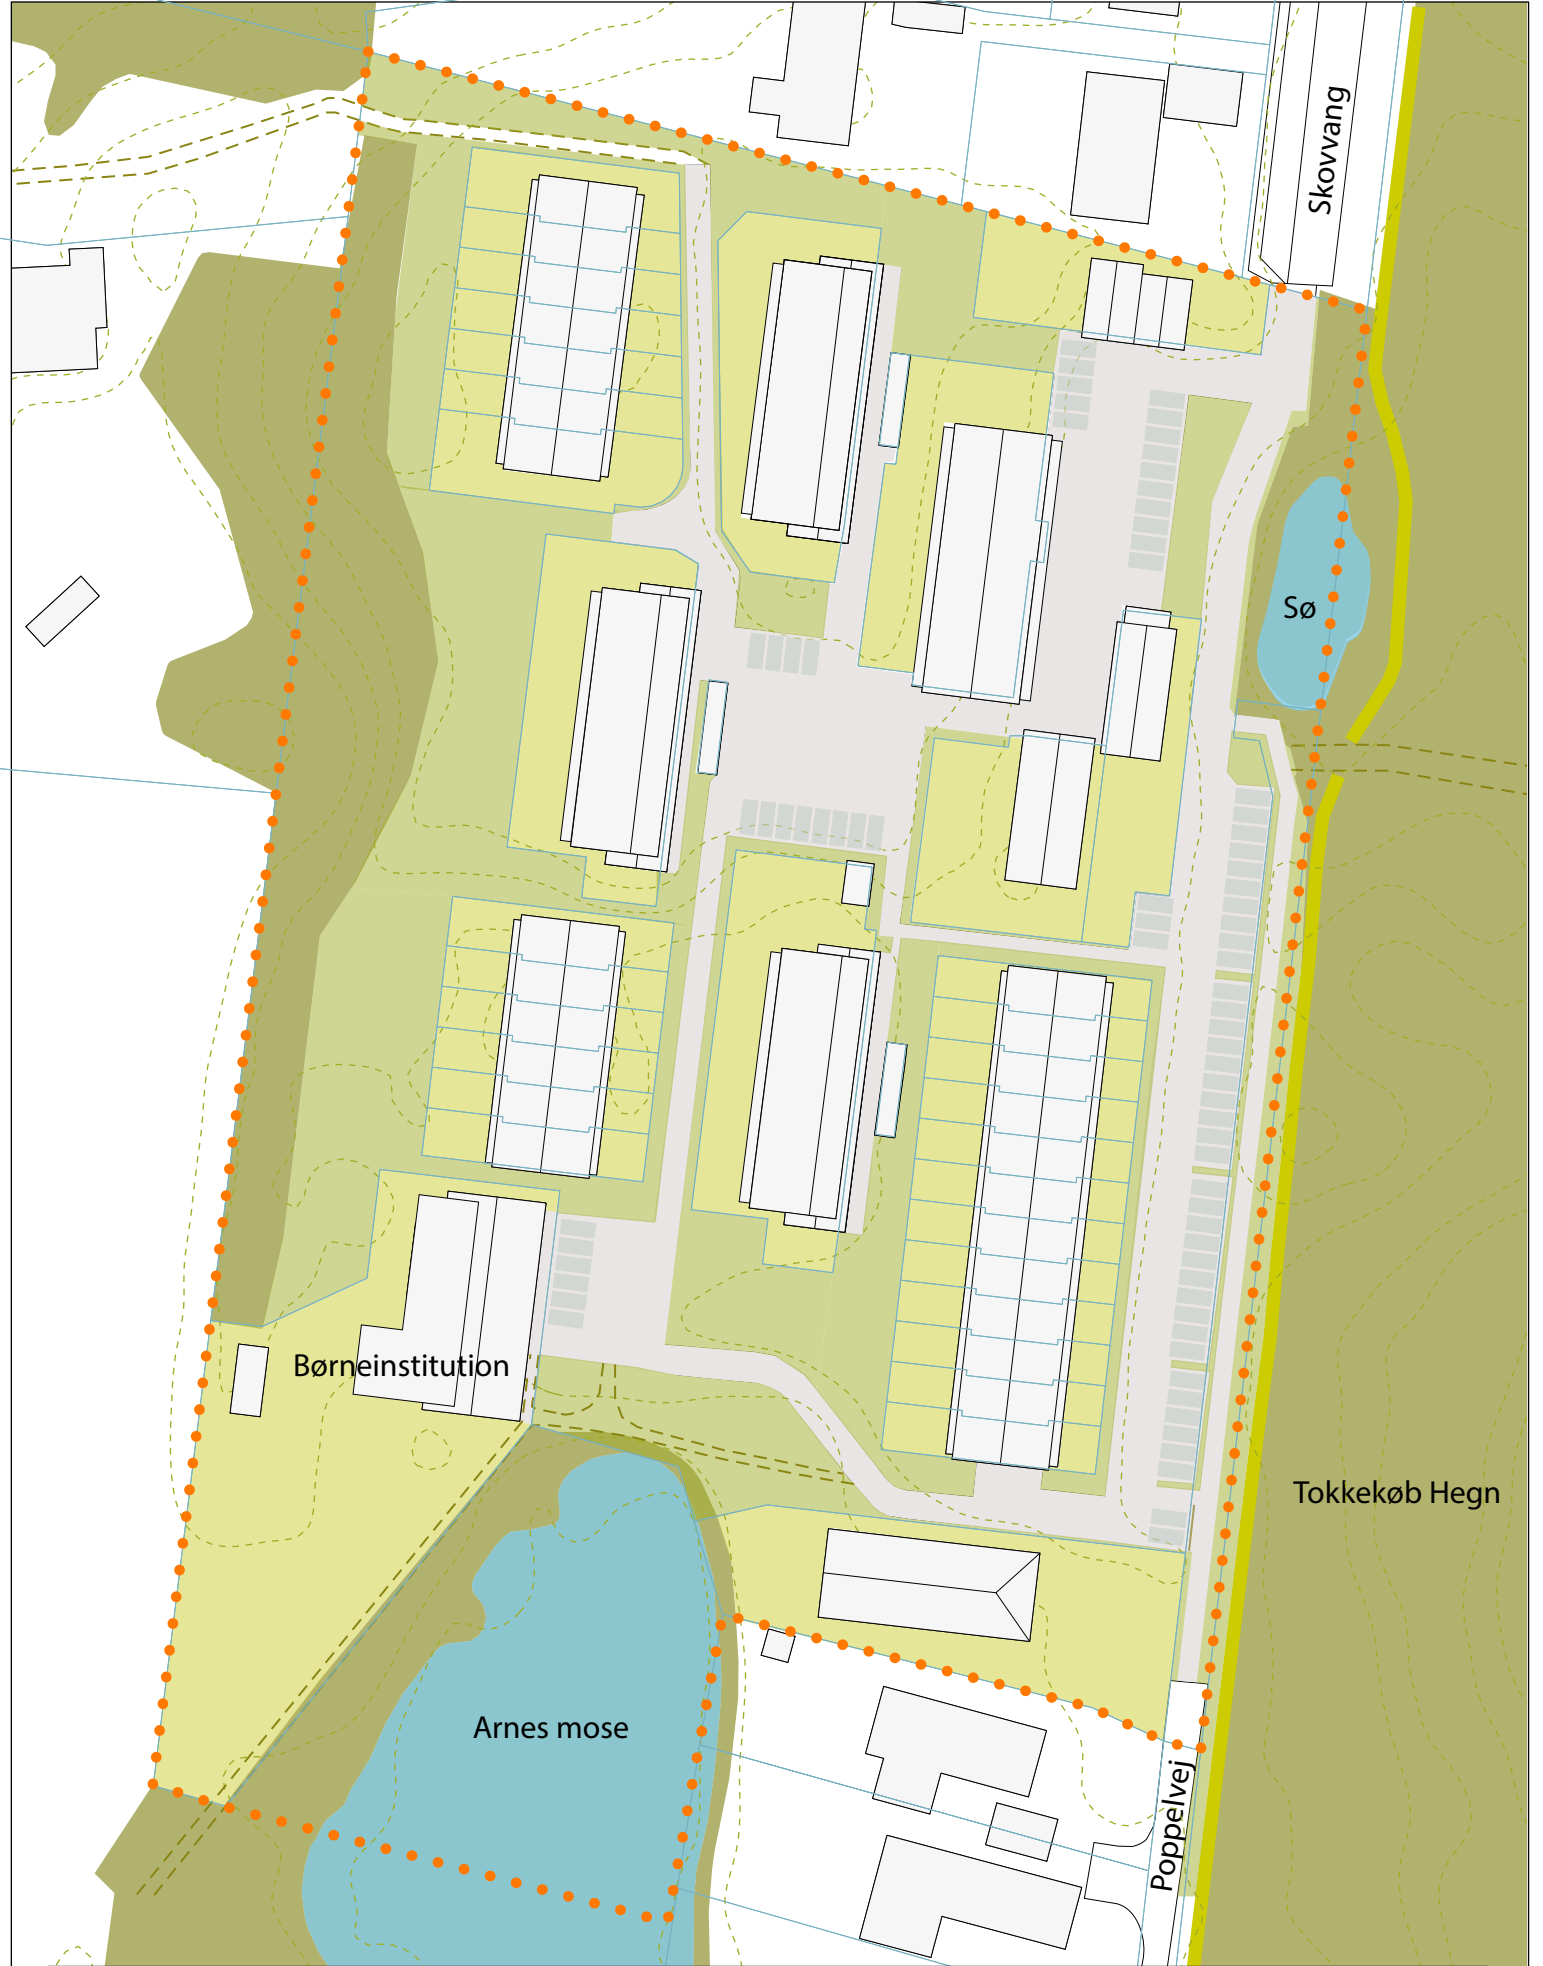 Skovvang
Sø
Børneinstitution
Tokkekøb Hegn
Arnes mose
Poppelvej